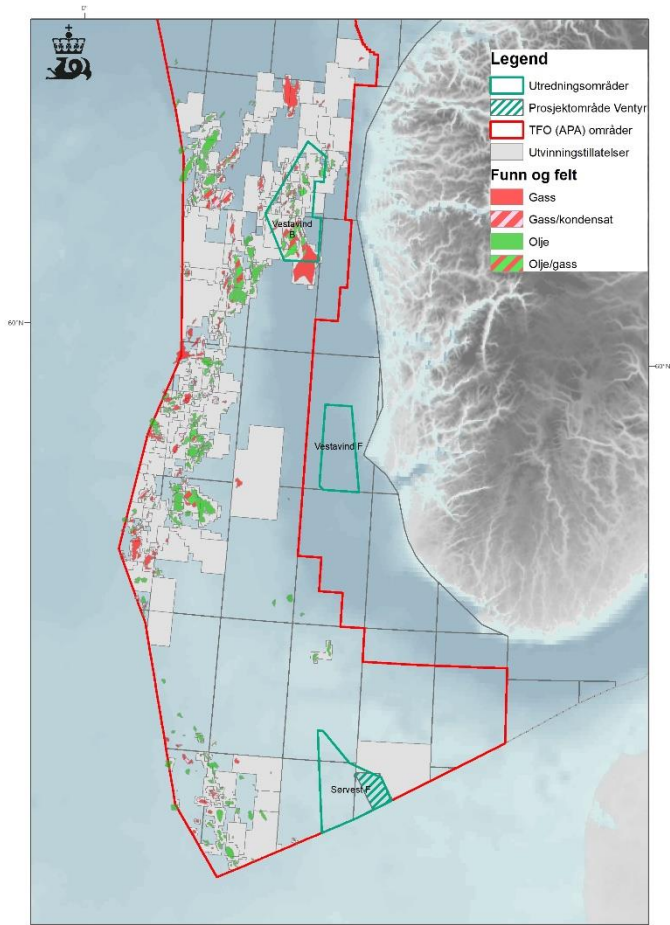 0°
Legend
Utredningsområder
Prosjektområde Ventyr
TFO (APA) områder
Utvinningstillatelser
Funn og felt
Gass
Gass/kondensat
Olje
Olje/gass
Vestavind
B
60°N
60°N
Vestavind F
Sørvest F